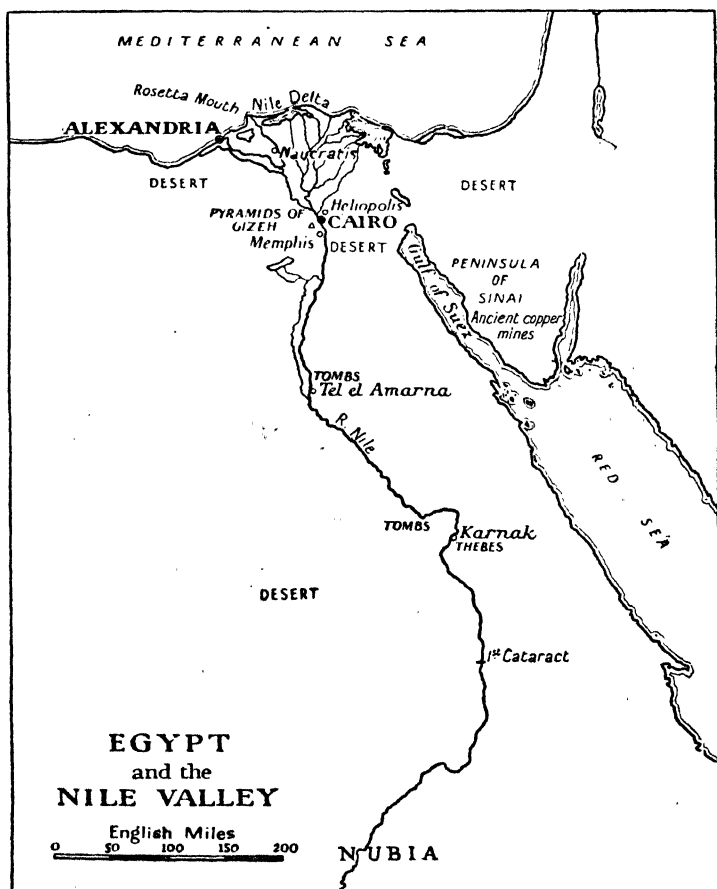 MEDITERRANEAN SEA
Rosetta Mouth
Nile Delta
ALEXANDRIA
Naucratis
DESERT
DESERT
Heliopolis
PYRAMIDS OF
GIZEH
CAIRO
Memphis
DESERT
Gulf of Suez
PENINSULA
OF
SINAI
Ancient copper
mines
TOMBS
Tel el Amarna
R. Nile
RED SEA
TOMBS
Karnak
THEBES
DESERT
1st Cataract
EGYPT
and the
NILE VALLEY
English Miles
0 50 100 150 200
NUBIA